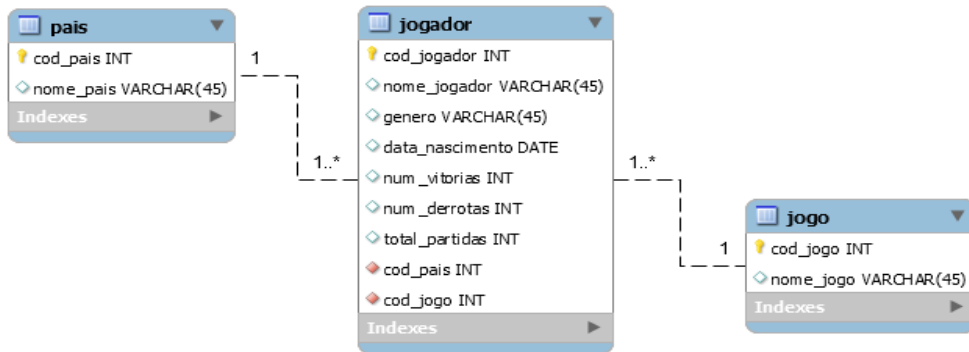 pais
cod_pais INT
nome_pais VARCHAR(45)
Indexes
1
1..*
jogador
cod_jogador INT
nome_jogador VARCHAR(45)
genero VARCHAR(45)
data_nascimento DATE
num_vitorias INT
num_derrotas INT
total_partidas INT
cod_pais INT
cod_jogo INT
Indexes
1..*
1
jogo
cod_jogo INT
nome_jogo VARCHAR(45)
Indexes